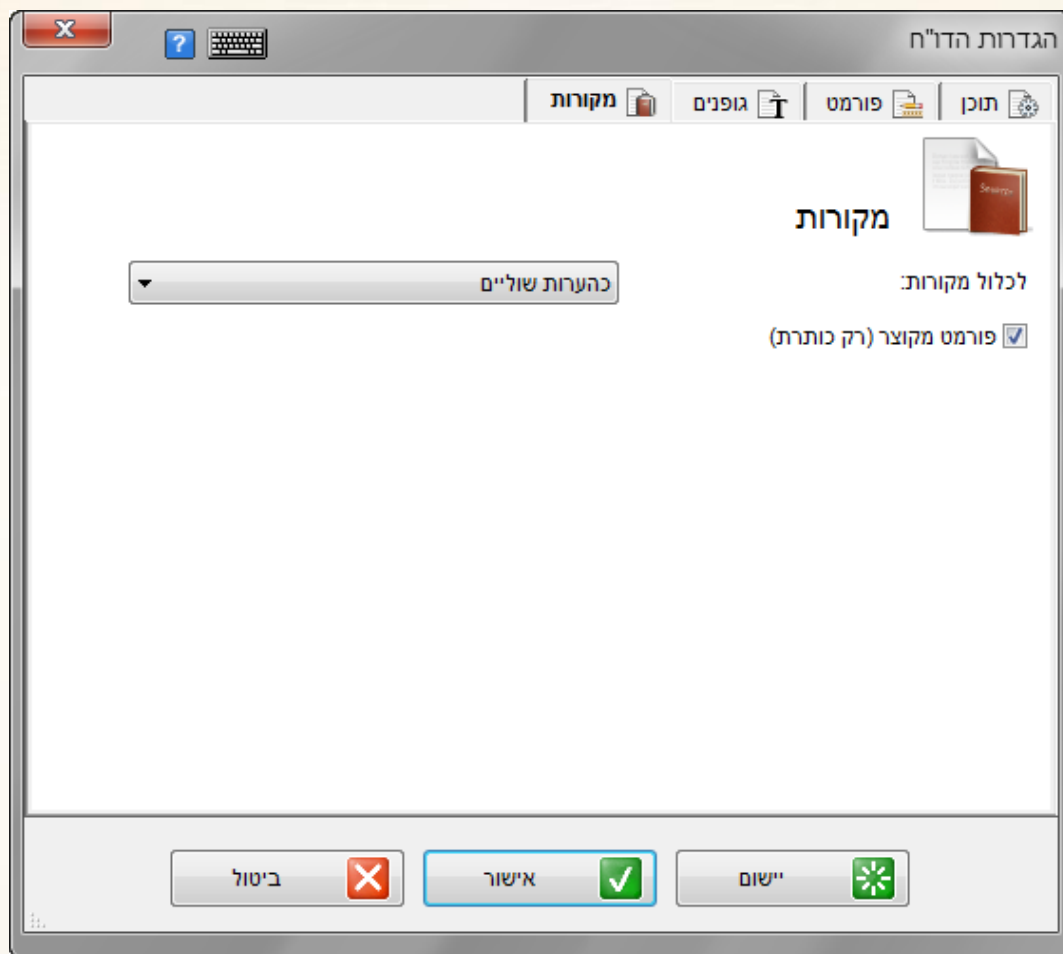 הגדרות הדו"ח
תוכן פורמט גופנים מקורות
מקורות
לכלול מקורות: כהערות שוליים
פורמט מקוצר (רק כותרת)
יישום אישור ביטול